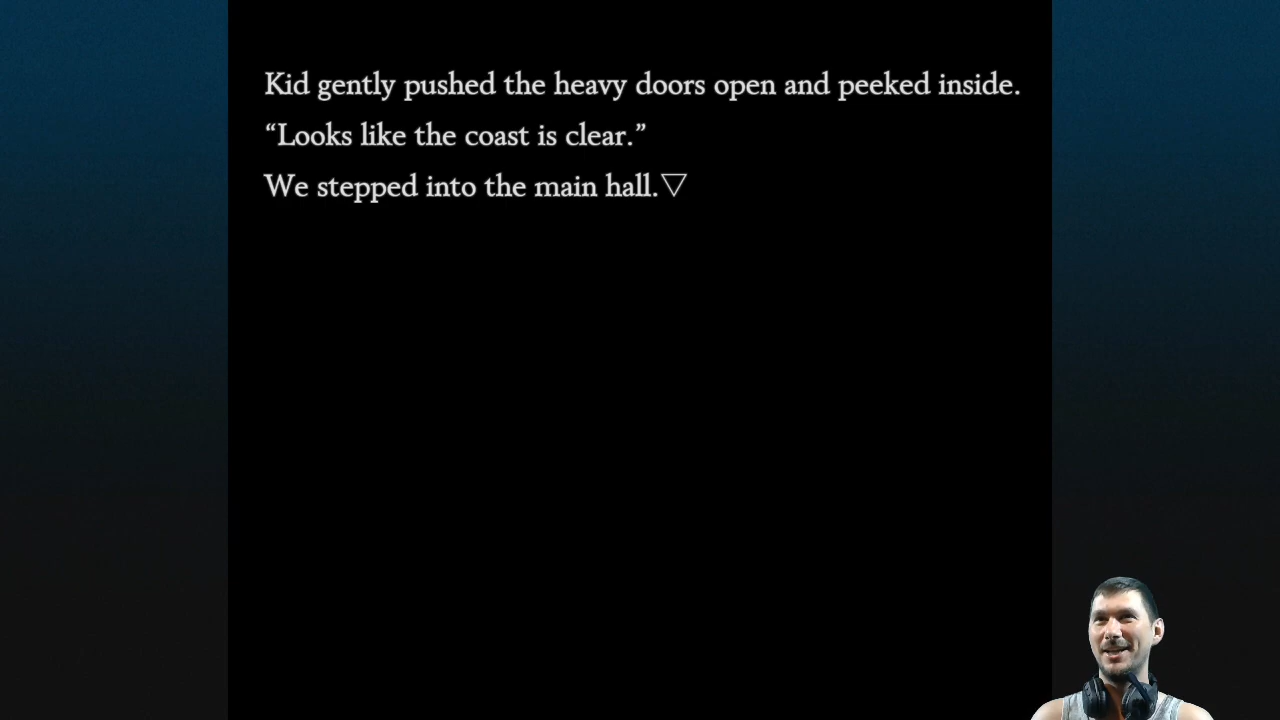 Kid gently pushed the heavy doors open and peeked inside.
“Looks like the coast is clear.”
We stepped into the main hall.▽